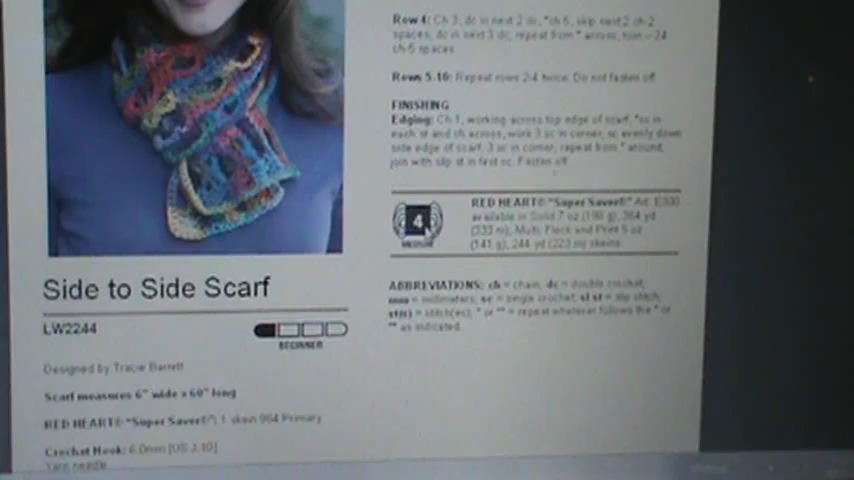 Side to Side Scarf
LW2244
BEGINNER
Designed by Tracie Barrett
Scarf measures 6" wide x 60" long
RED HEART® "Super Saver®": 1 skein 964 Primary
Crochet Hook: 6.0mm [US J-10]
Yarn needle
Row 4: Ch 3, dc in next 2 dc, *ch 6, skip next 2 ch-2
spaces, dc in next 3 dc; repeat from * across, turn – 24
ch-6 spaces.
Rows 5-10: Repeat rows 2-4 twice. Do not fasten off.
FINISHING
Edging: Ch 1, working across top edge of scarf, *sc in
each st and ch across, work 3 sc in corner, sc evenly down
side edge of scarf, 3 sc in corner, repeat from * around,
join with slip st in first sc. Fasten off.
4
MEDIUM
RED HEART® "Super Saver®" Art. E300
available in Solid 7 oz (198 g), 364 yd
(333 m), Multi, Fleck and Print 5 oz
(141 g), 244 yd (223 m) skeins.
ABBREVIATIONS: ch = chain; dc = double crochet;
mm = millimeters; sc = single crochet; sl st = slip stitch;
st(s) = stitch(es); * or ** = repeat whatever follows the * or
** as indicated.